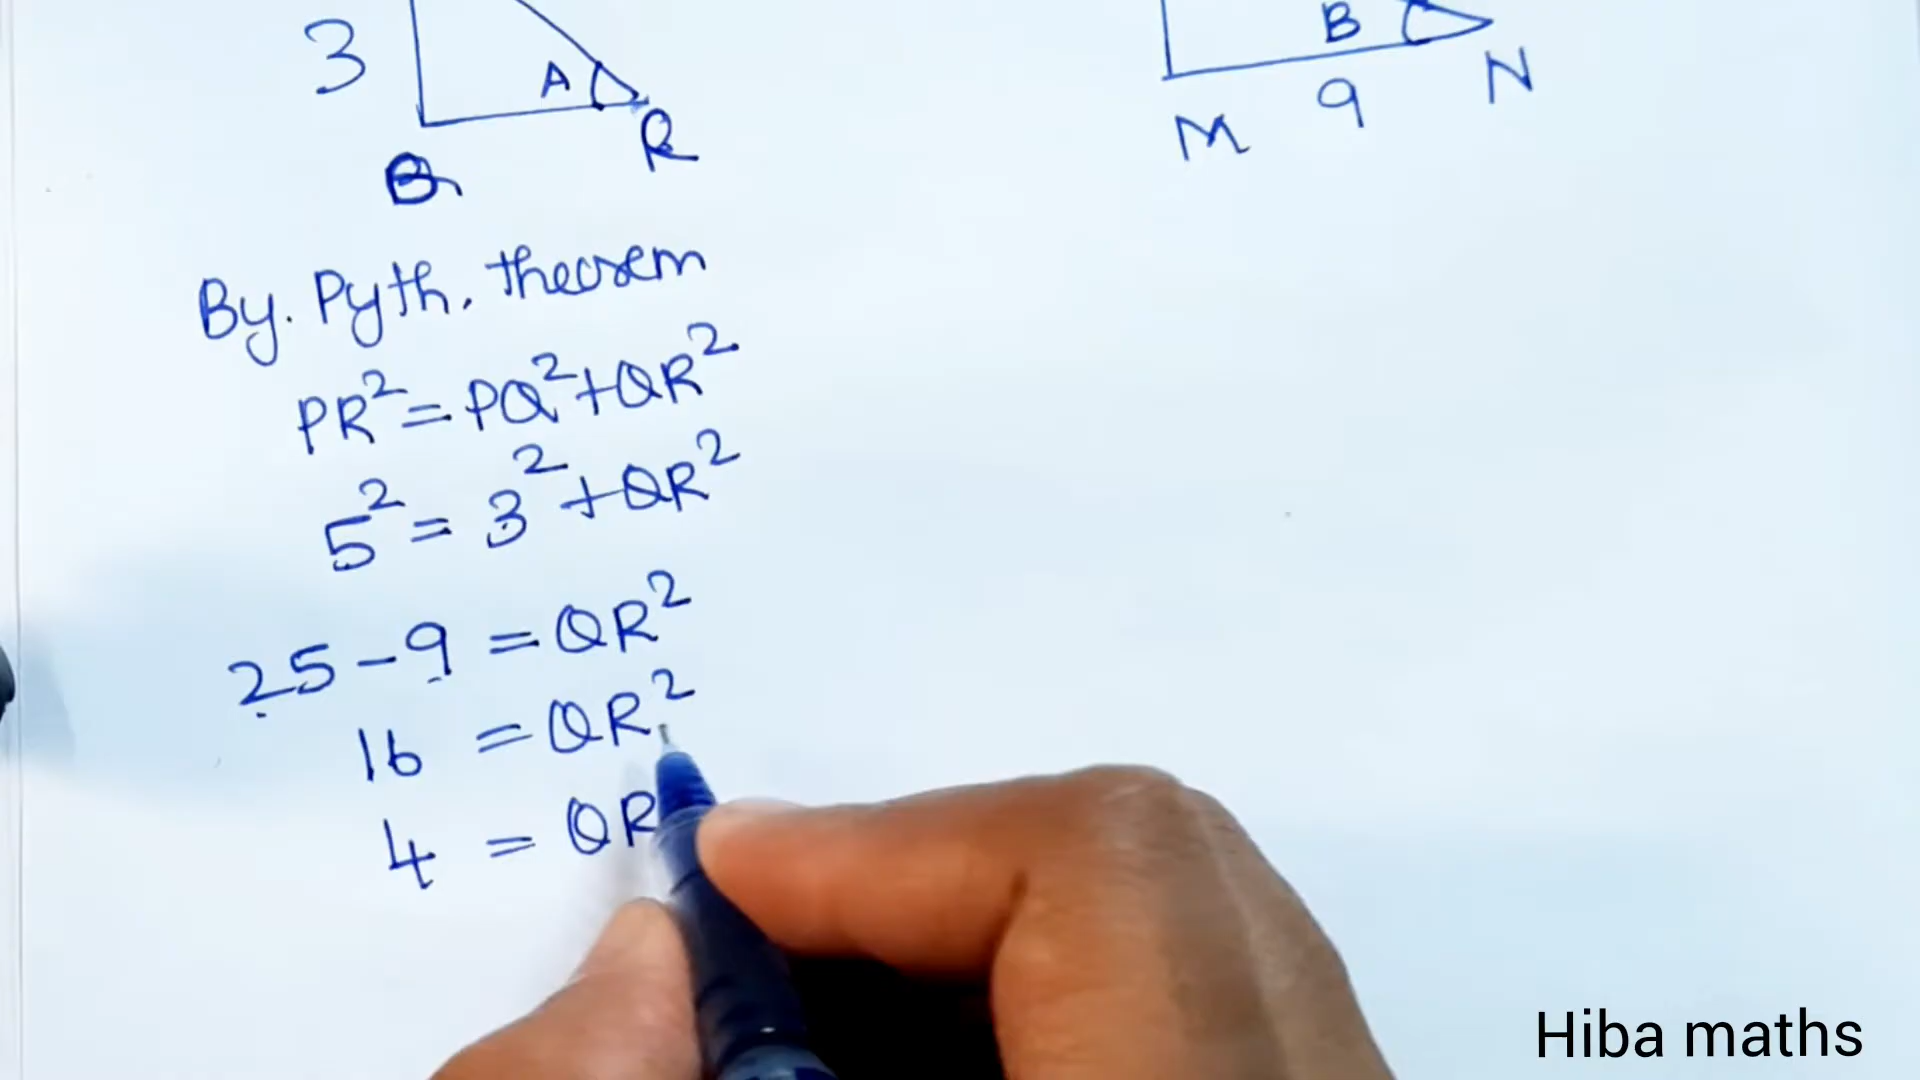 3
A
R
Q
B
M
9
N
By. Pyth. theorem
PR² = PQ² + QR²
5² = 3² + QR²
25 - 9 = QR²
16 = QR²
4 = QR
Hiba maths